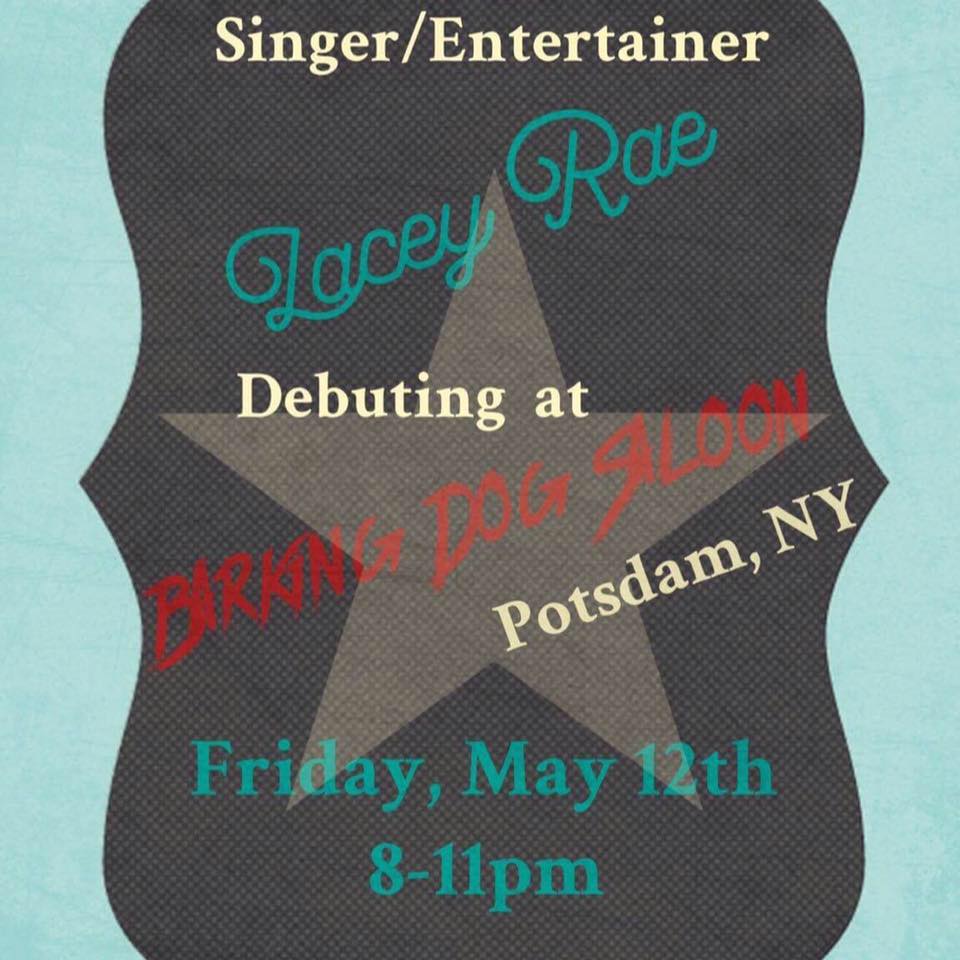 Singer/Entertainer
Lacey Rae
Debuting at
BARKING DOG SALOON
Potsdam, NY
Friday, May 12th
8-11pm